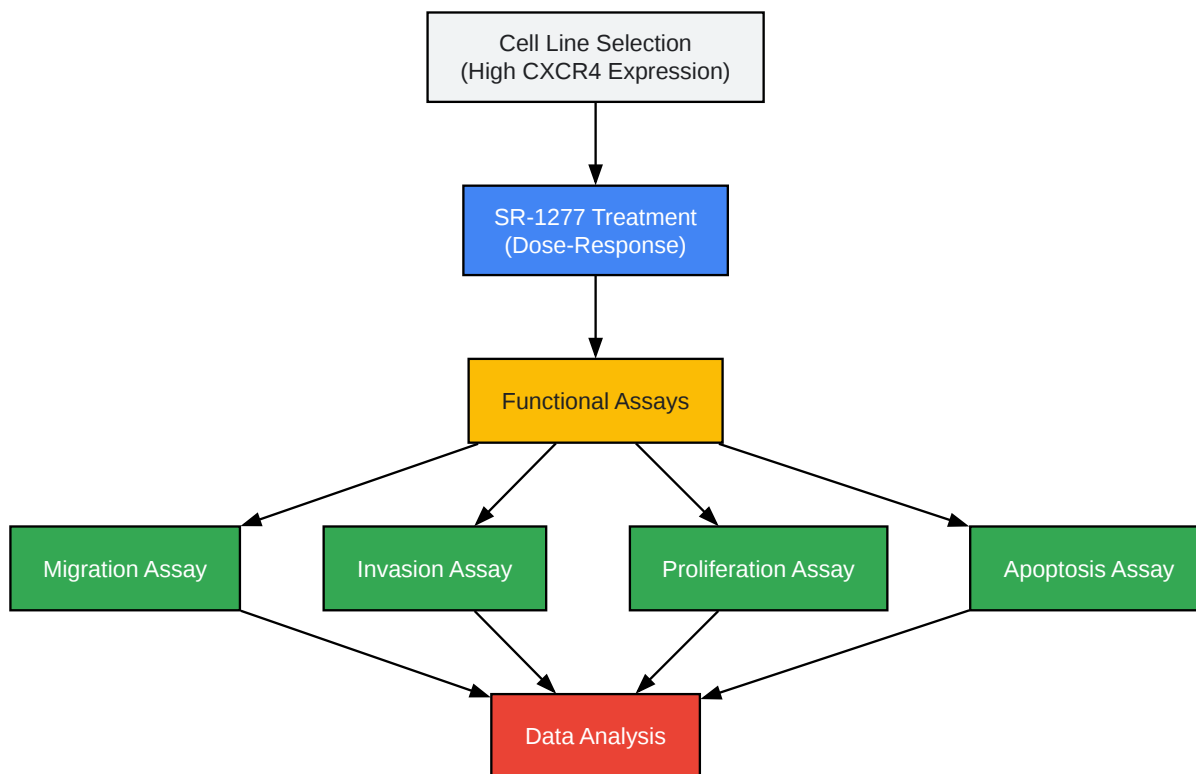 Cell Line Selection
(High CXCR4 Expression)
SR-1277 Treatment
(Dose-Response)
Functional Assays
Migration Assay
Invasion Assay
Proliferation Assay
Apoptosis Assay
Data Analysis